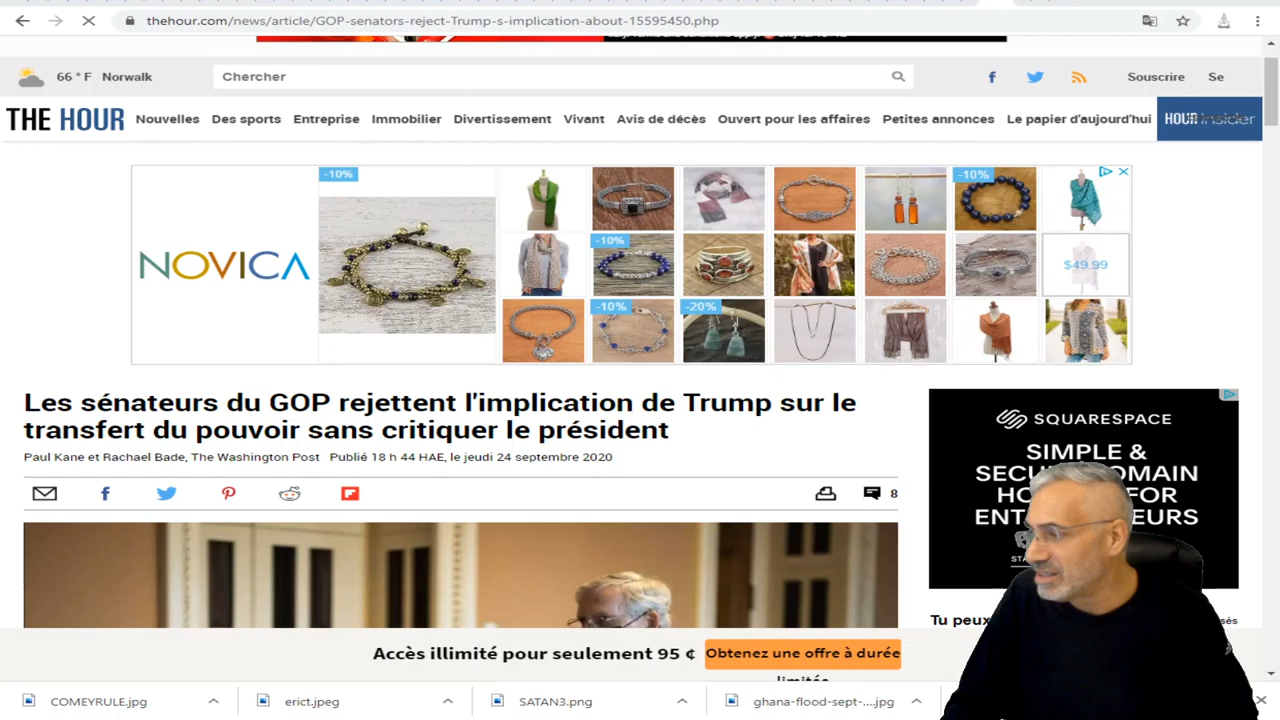 thehour.com/news/article/GOP-senators-reject-Trump-s-implication-about-15595450.php
66 ° F Norwalk
Chercher
Souscrire
Se
THE HOUR
Nouvelles
Des sports
Entreprise
Immobilier
Divertissement
Vivant
Avis de décès
Ouvert pour les affaires
Petites annonces
Le papier d'aujourd'hui
HOUR insider
-10%
-10%
NOVICA
-10%
$49.99
-10%
-20%
Les sénateurs du GOP rejettent l'implication de Trump sur le
transfert du pouvoir sans critiquer le président
Paul Kane et Rachael Bade, The Washington Post Publié 18 h 44 HAE, le jeudi 24 septembre 2020
8
SQUARESPACE
SIMPLE &
Tu peux
Accès illimité pour seulement 95 ¢
Obtenez une offre à durée
limitée
COMEYRULE.jpg
erict.jpeg
SATAN3.png
ghana-flood-sept-....jpg